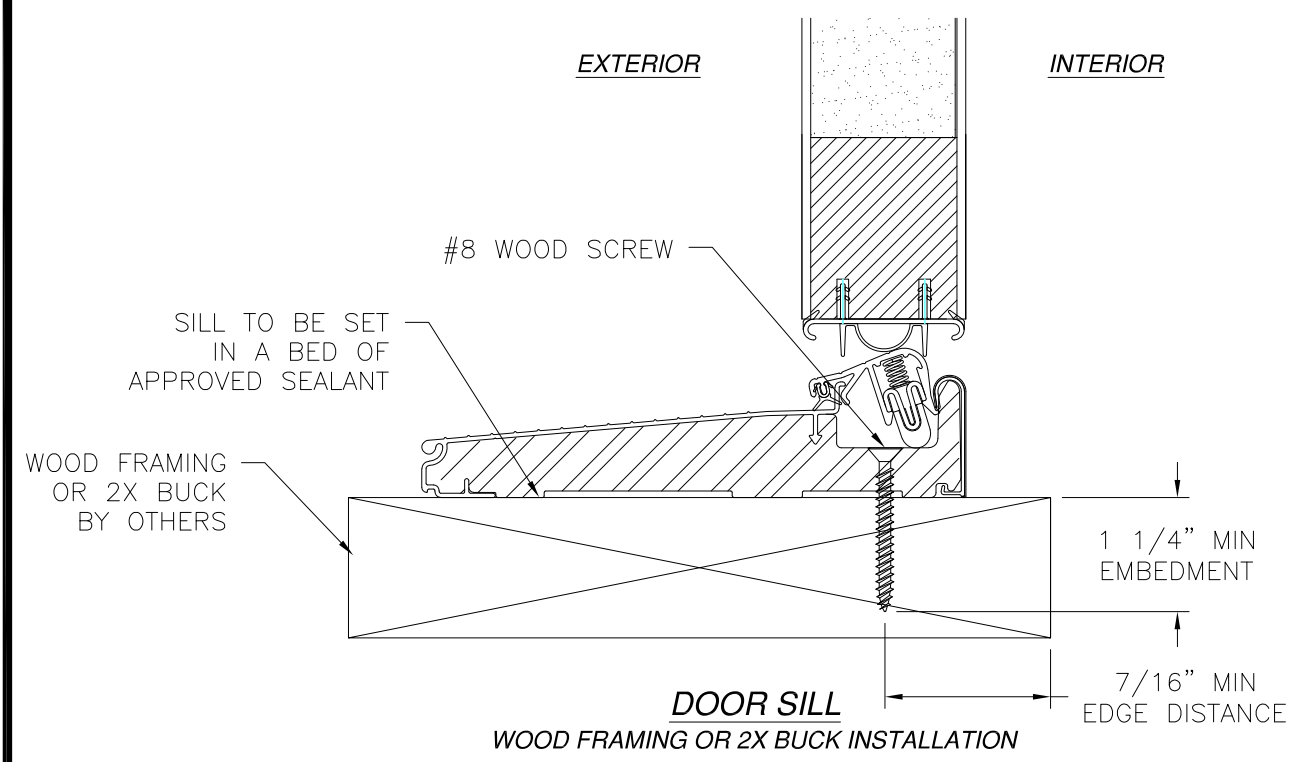 EXTERIOR
INTERIOR
#8 WOOD SCREW
SILL TO BE SET
IN A BED OF
APPROVED SEALANT
WOOD FRAMING
OR 2X BUCK
BY OTHERS
1 1/4” MIN
EMBEDMENT
7/16” MIN
EDGE DISTANCE
DOOR SILL
WOOD FRAMING OR 2X BUCK INSTALLATION